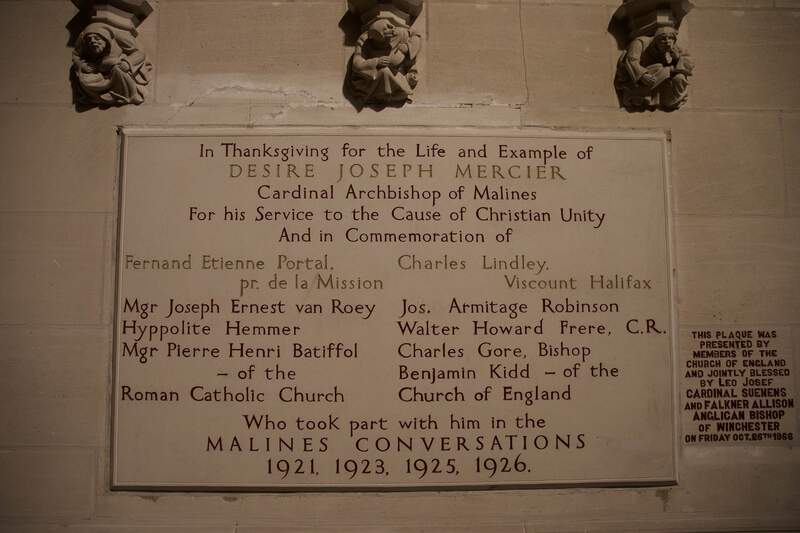 In Thanksgiving for the Life and Example of
DESIRE JOSEPH MERCIER
Cardinal Archbishop of Malines
For his Service to the Cause of Christian Unity
And in Commemoration of
Fernand Etienne Portal,
pr. de la Mission
Mgr Joseph Ernest van Roey
Hyppolite Hemmer
Mgr Pierre Henri Batiffol
– of the
Roman Catholic Church
Charles Lindley,
Viscount Halifax
Jos. Armitage Robinson
Walter Howard Frere, C.R.
Charles Gore, Bishop
Benjamin Kidd – of the
Church of England
Who took part with him in the
MALINES CONVERSATIONS
1921, 1923, 1925, 1926.
THIS PLAQUE WAS
PRESENTED BY
MEMBERS OF THE
CHURCH OF ENGLAND
AND JOINTLY BLESSED
BY LEO JOSEF
CARDINAL SUENENS
AND FALKNER ALLISON
ANGLICAN BISHOP
OF WINCHESTER
ON FRIDAY OCT. 26TH 1966